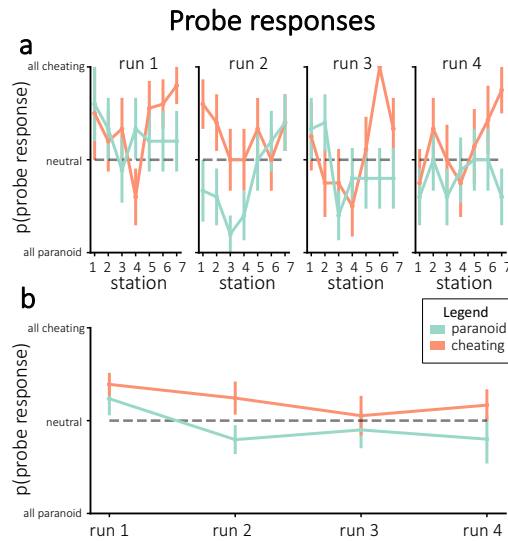 Probe responses
a
run 1 run 2 run 3 run 4
all cheating
neutral
all paranoid
p(probe response)
1 2 3 4 5 6 7 1 2 3 4 5 6 7 1 2 3 4 5 6 7 1 2 3 4 5 6 7
station station station station
b
Legend
paranoid
cheating
all cheating
neutral
all paranoid
p(probe response)
run 1 run 2 run 3 run 4